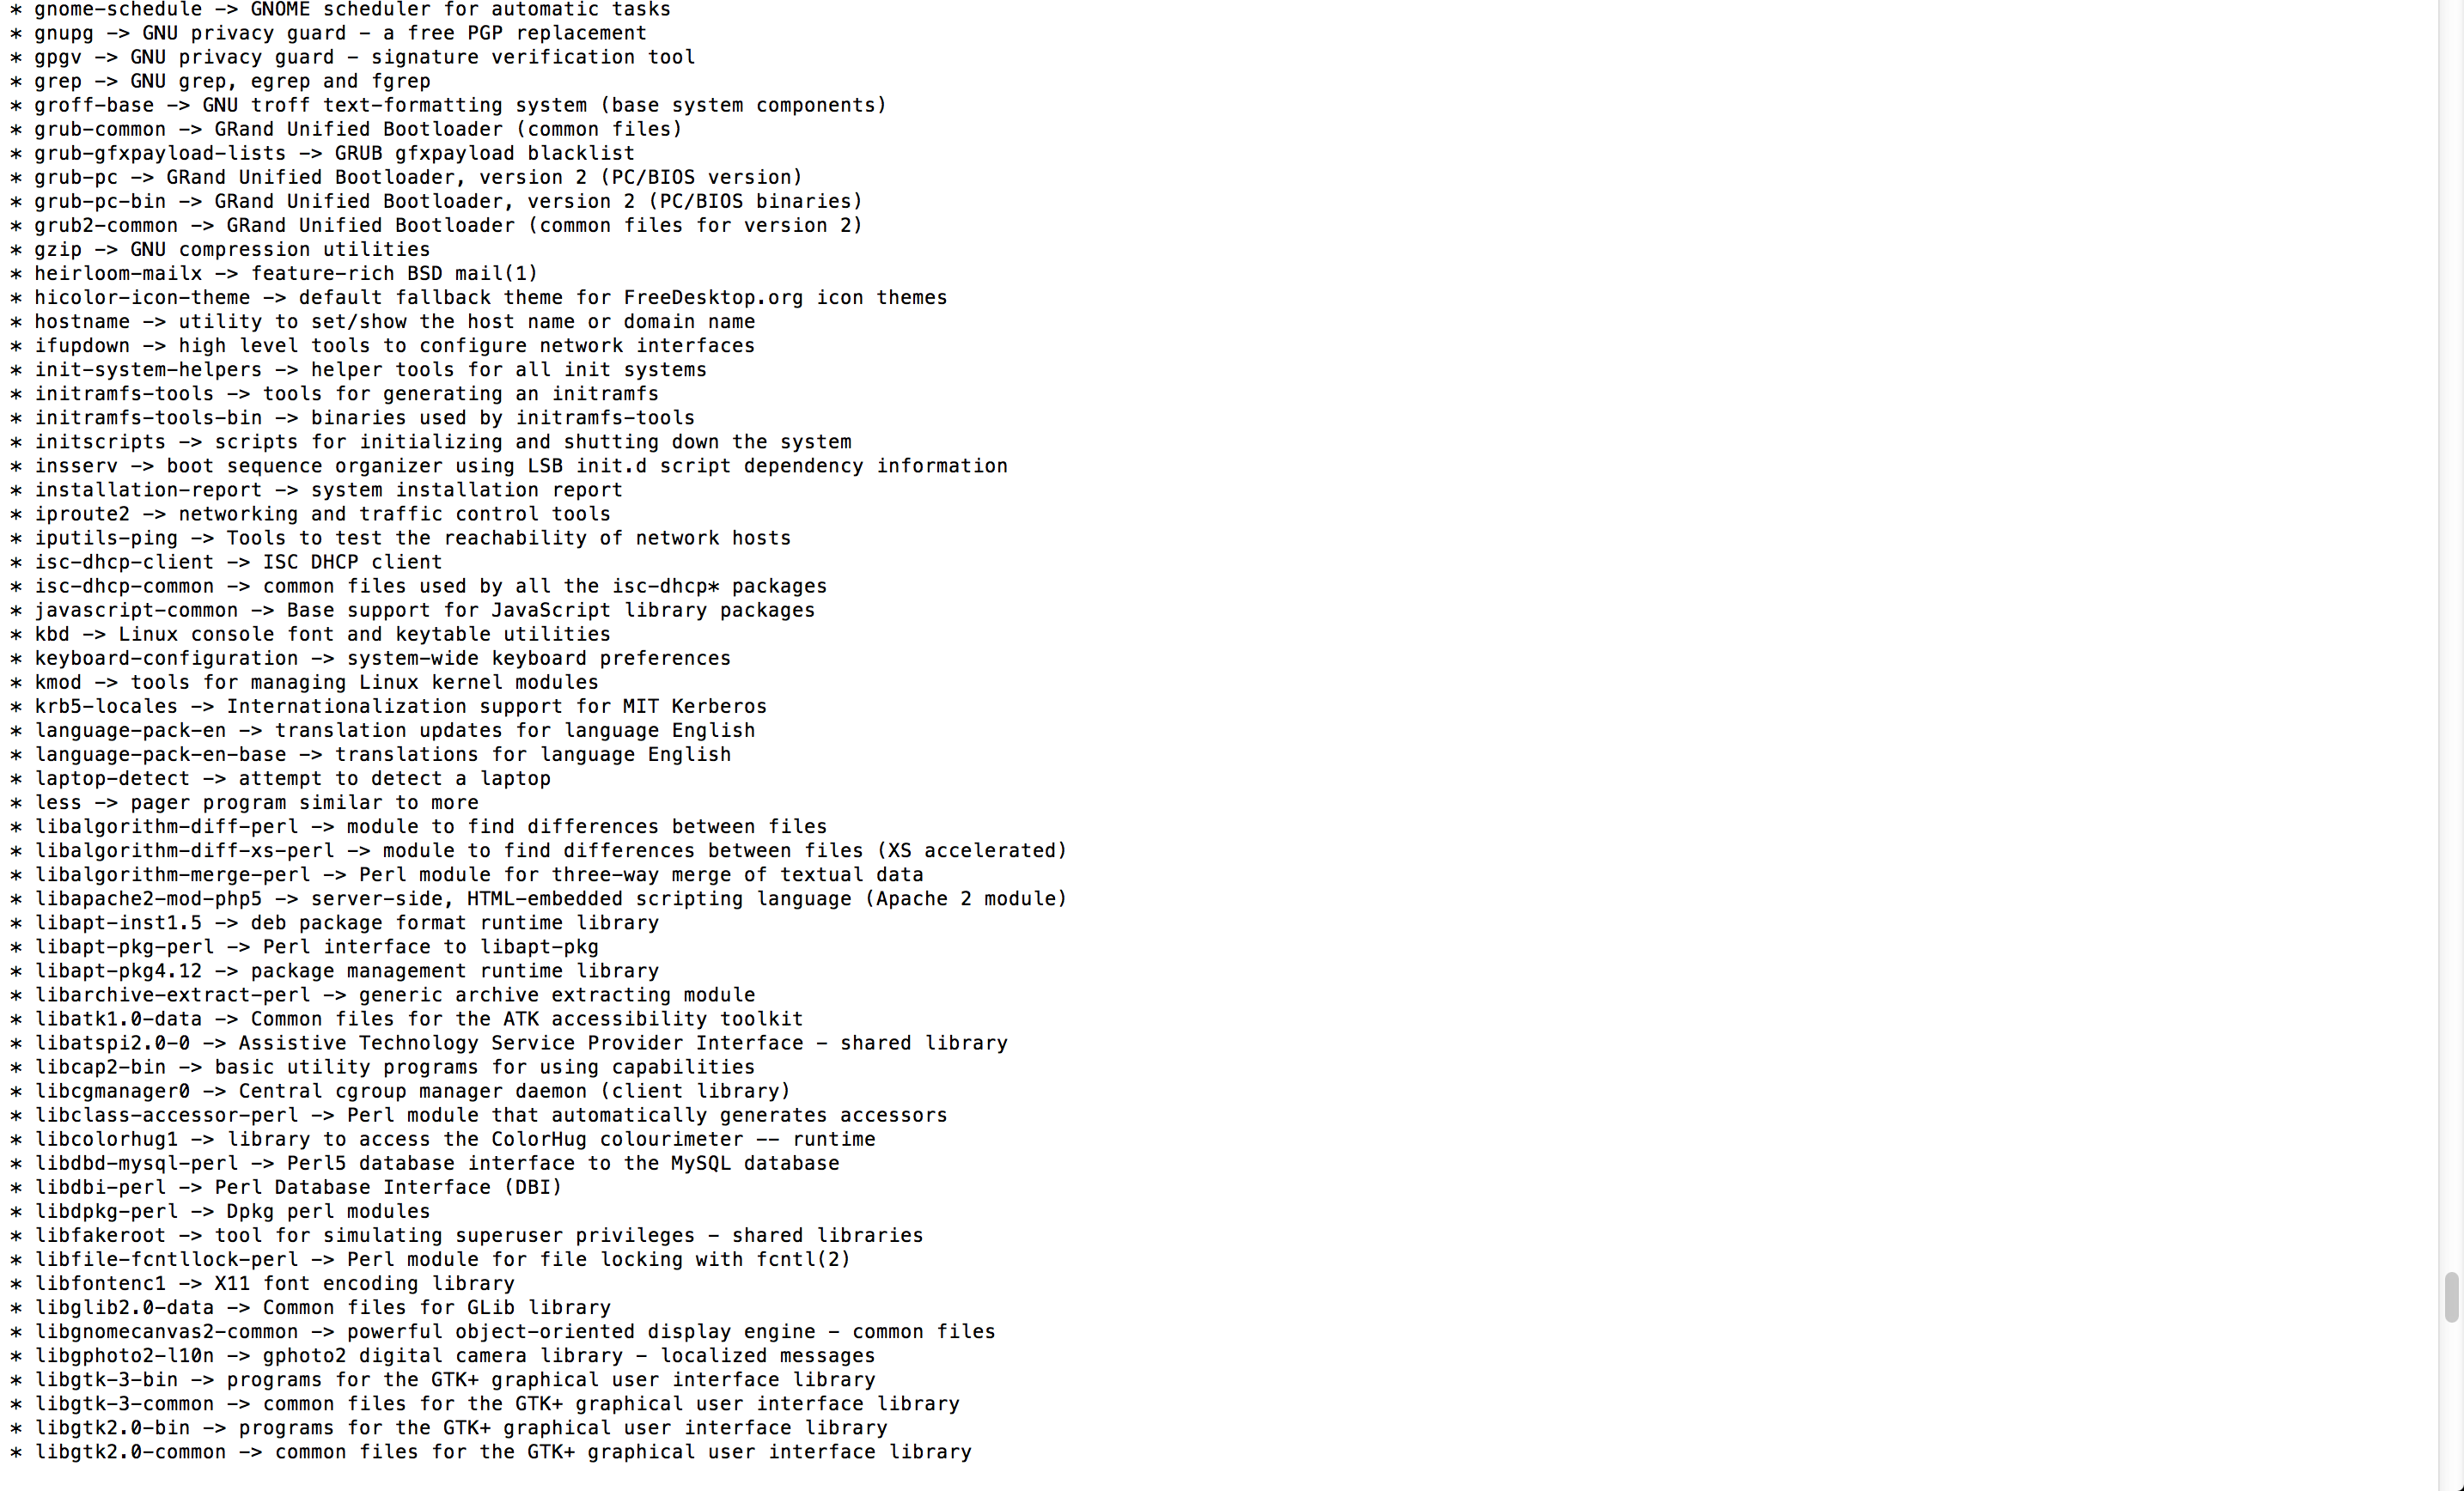 * gnome-schedule -> GNOME scheduler for automatic tasks
* gnupg -> GNU privacy guard - a free PGP replacement
* gpgv -> GNU privacy guard - signature verification tool
* grep -> GNU grep, egrep and fgrep
* groff-base -> GNU troff text-formatting system (base system components)
* grub-common -> GRand Unified Bootloader (common files)
* grub-gfxpayload-lists -> GRUB gfxpayload blacklist
* grub-pc -> GRand Unified Bootloader, version 2 (PC/BIOS version)
* grub-pc-bin -> GRand Unified Bootloader, version 2 (PC/BIOS binaries)
* grub2-common -> GRand Unified Bootloader (common files for version 2)
* gzip -> GNU compression utilities
* heirloom-mailx -> feature-rich BSD mail(1)
* hicolor-icon-theme -> default fallback theme for FreeDesktop.org icon themes
* hostname -> utility to set/show the host name or domain name
* ifupdown -> high level tools to configure network interfaces
* init-system-helpers -> helper tools for all init systems
* initramfs-tools -> tools for generating an initramfs
* initramfs-tools-bin -> binaries used by initramfs-tools
* initscripts -> scripts for initializing and shutting down the system
* insserv -> boot sequence organizer using LSB init.d script dependency information
* installation-report -> system installation report
* iproute2 -> networking and traffic control tools
* iputils-ping -> Tools to test the reachability of network hosts
* isc-dhcp-client -> ISC DHCP client
* isc-dhcp-common -> common files used by all the isc-dhcp* packages
* javascript-common -> Base support for JavaScript library packages
* kbd -> Linux console font and keytable utilities
* keyboard-configuration -> system-wide keyboard preferences
* kmod -> tools for managing Linux kernel modules
* krb5-locales -> Internationalization support for MIT Kerberos
* language-pack-en -> translation updates for language English
* language-pack-en-base -> translations for language English
* laptop-detect -> attempt to detect a laptop
* less -> pager program similar to more
* libalgorithm-diff-perl -> module to find differences between files
* libalgorithm-diff-xs-perl -> module to find differences between files (XS accelerated)
* libalgorithm-merge-perl -> Perl module for three-way merge of textual data
* libapache2-mod-php5 -> server-side, HTML-embedded scripting language (Apache 2 module)
* libapt-inst1.5 -> deb package format runtime library
* libapt-pkg-perl -> Perl interface to libapt-pkg
* libapt-pkg4.12 -> package management runtime library
* libarchive-extract-perl -> generic archive extracting module
* libatk1.0-data -> Common files for the ATK accessibility toolkit
* libatspi2.0-0 -> Assistive Technology Service Provider Interface - shared library
* libcap2-bin -> basic utility programs for using capabilities
* libcgmanager0 -> Central cgroup manager daemon (client library)
* libclass-accessor-perl -> Perl module that automatically generates accessors
* libcolorhug1 -> library to access the ColorHug colourimeter -- runtime
* libdbd-mysql-perl -> Perl5 database interface to the MySQL database
* libdbi-perl -> Perl Database Interface (DBI)
* libdpkg-perl -> Dpkg perl modules
* libfakeroot -> tool for simulating superuser privileges - shared libraries
* libfile-fcntllock-perl -> Perl module for file locking with fcntl(2)
* libfontenc1 -> X11 font encoding library
* libglib2.0-data -> Common files for GLib library
* libgnomecanvas2-common -> powerful object-oriented display engine - common files
* libgphoto2-l10n -> gphoto2 digital camera library - localized messages
* libgtk-3-bin -> programs for the GTK+ graphical user interface library
* libgtk-3-common -> common files for the GTK+ graphical user interface library
* libgtk2.0-bin -> programs for the GTK+ graphical user interface library
* libgtk2.0-common -> common files for the GTK+ graphical user interface library